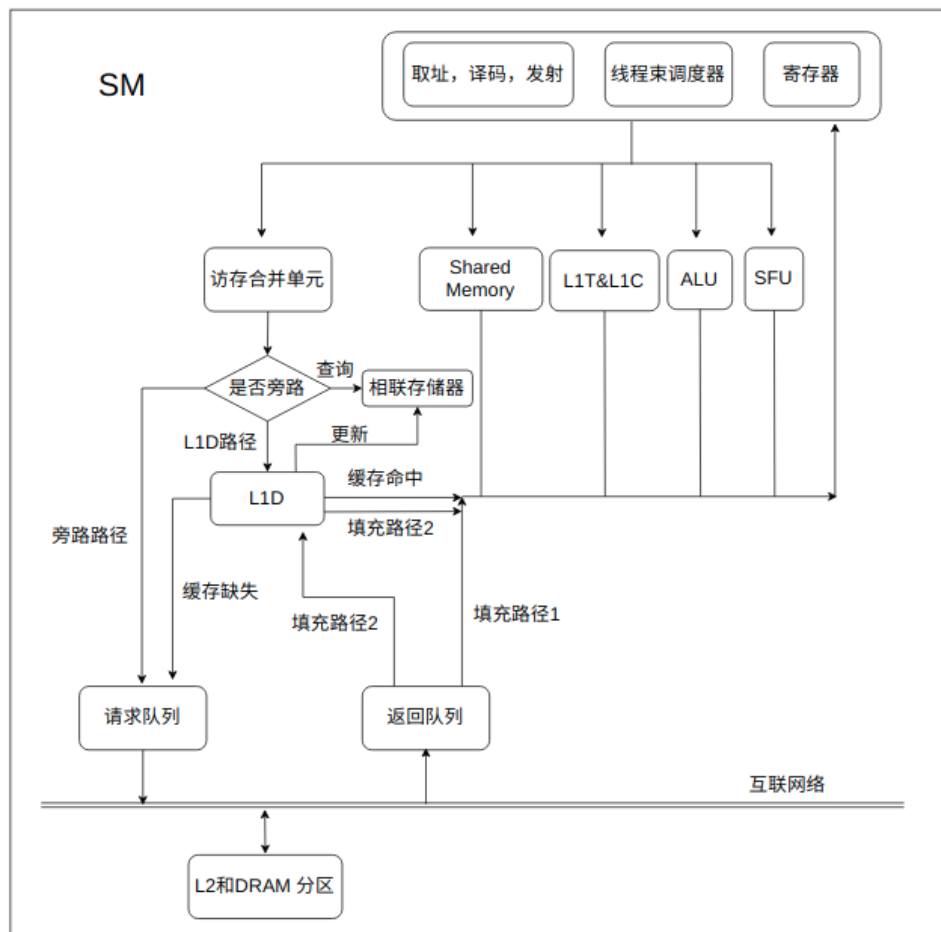 SM
取址，译码，发射
线程束调度器
寄存器
访存合并单元
Shared
Memory
L1T&L1C
ALU
SFU
是否旁路
查询
相联存储器
L1D路径
更新
L1D
缓存命中
填充路径2
旁路路径
缓存缺失
填充路径2
填充路径1
请求队列
返回队列
互联网络
L2和DRAM 分区